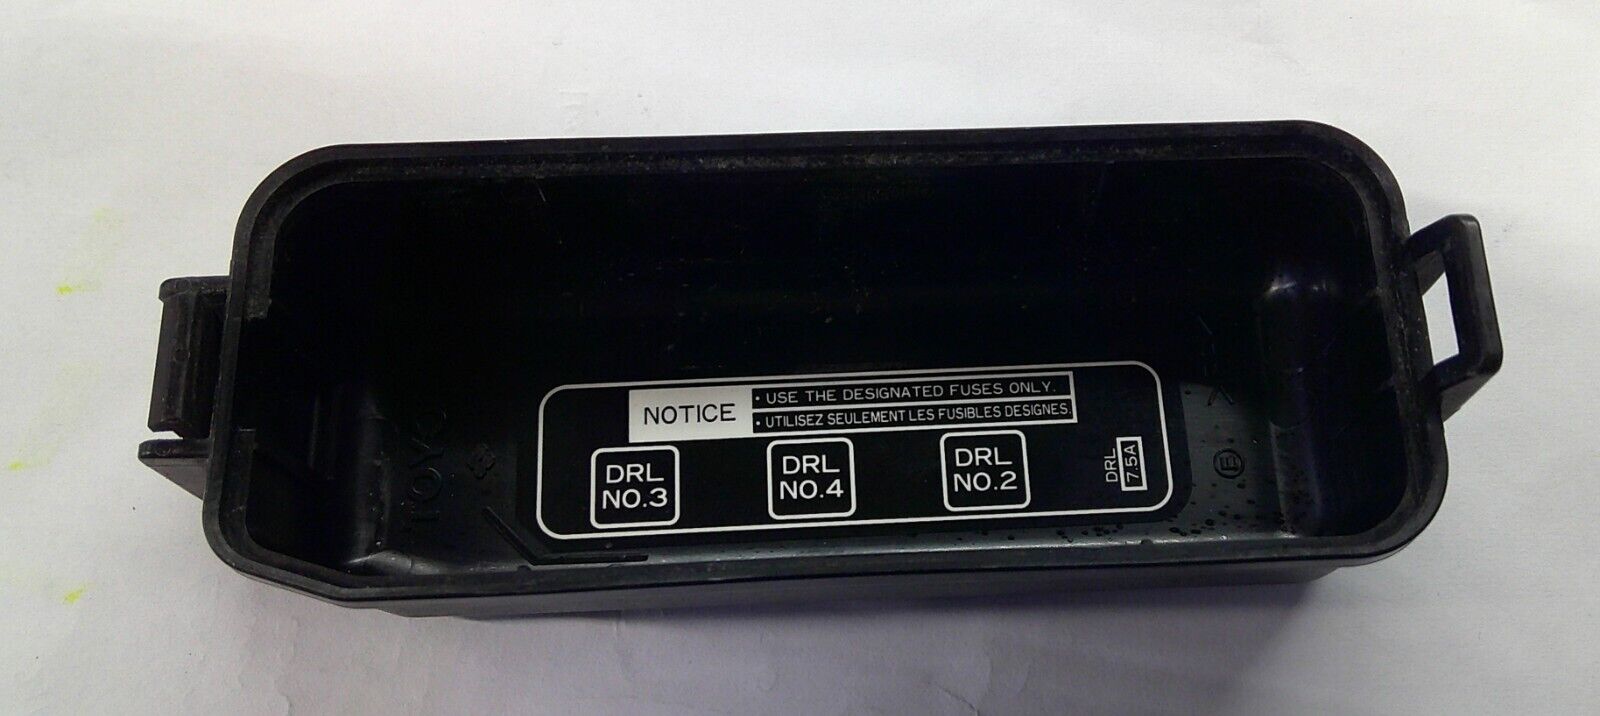 NOTICE
• USE THE DESIGNATED FUSES ONLY.
• UTILISEZ SEULEMENT LES FUSIBLES DESIGNES.
DRL
NO.3
DRL
NO.4
DRL
NO.2
DRL
7.5A